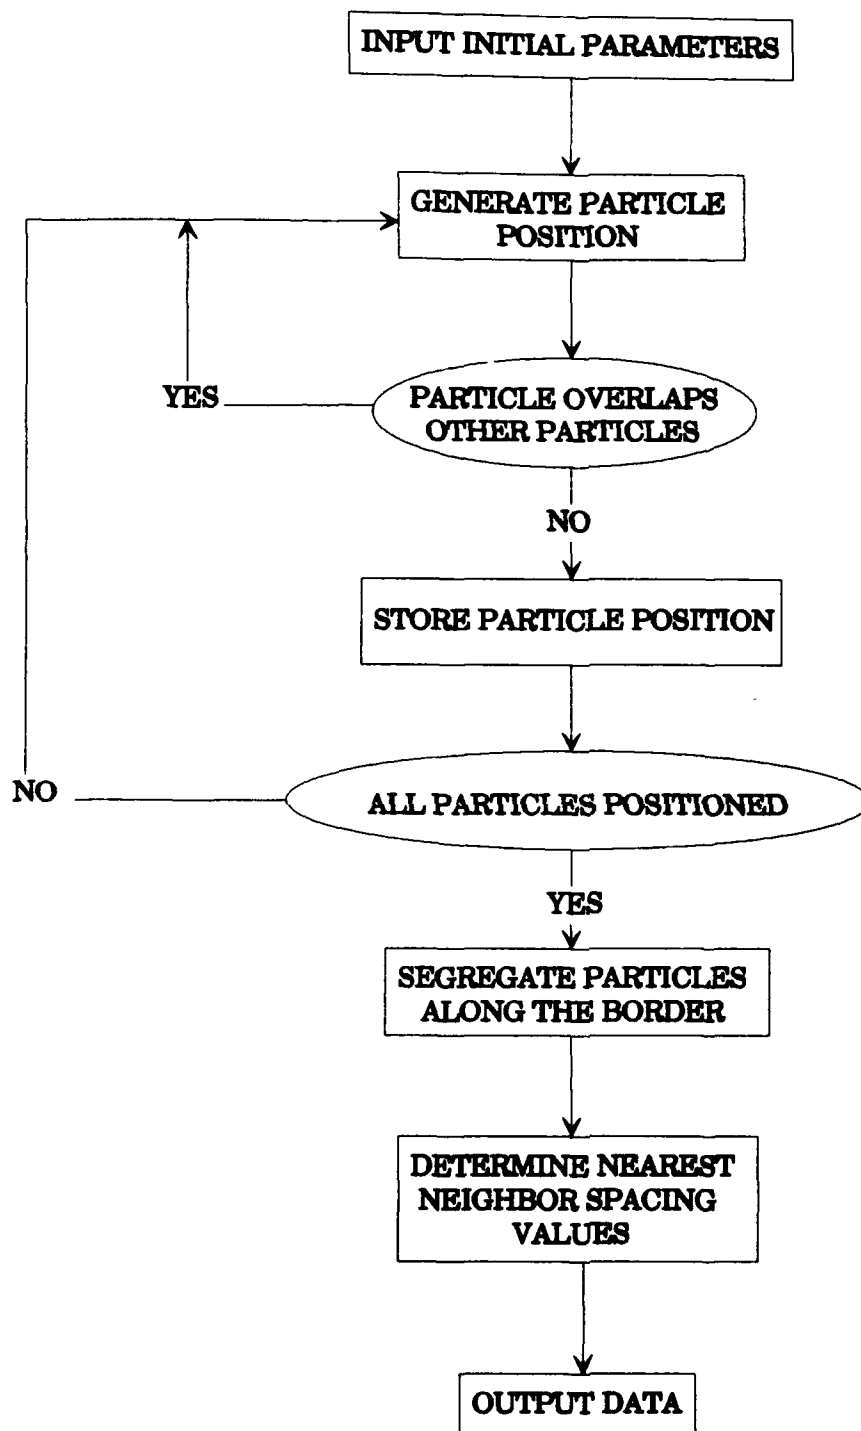 INPUT INITIAL PARAMETERS
GENERATE PARTICLE
POSITION
YES
PARTICLE OVERLAPS
OTHER PARTICLES
NO
STORE PARTICLE POSITION
NO
ALL PARTICLES POSITIONED
YES
SEGREGATE PARTICLES
ALONG THE BORDER
DETERMINE NEAREST
NEIGHBOR SPACING
VALUES
OUTPUT DATA